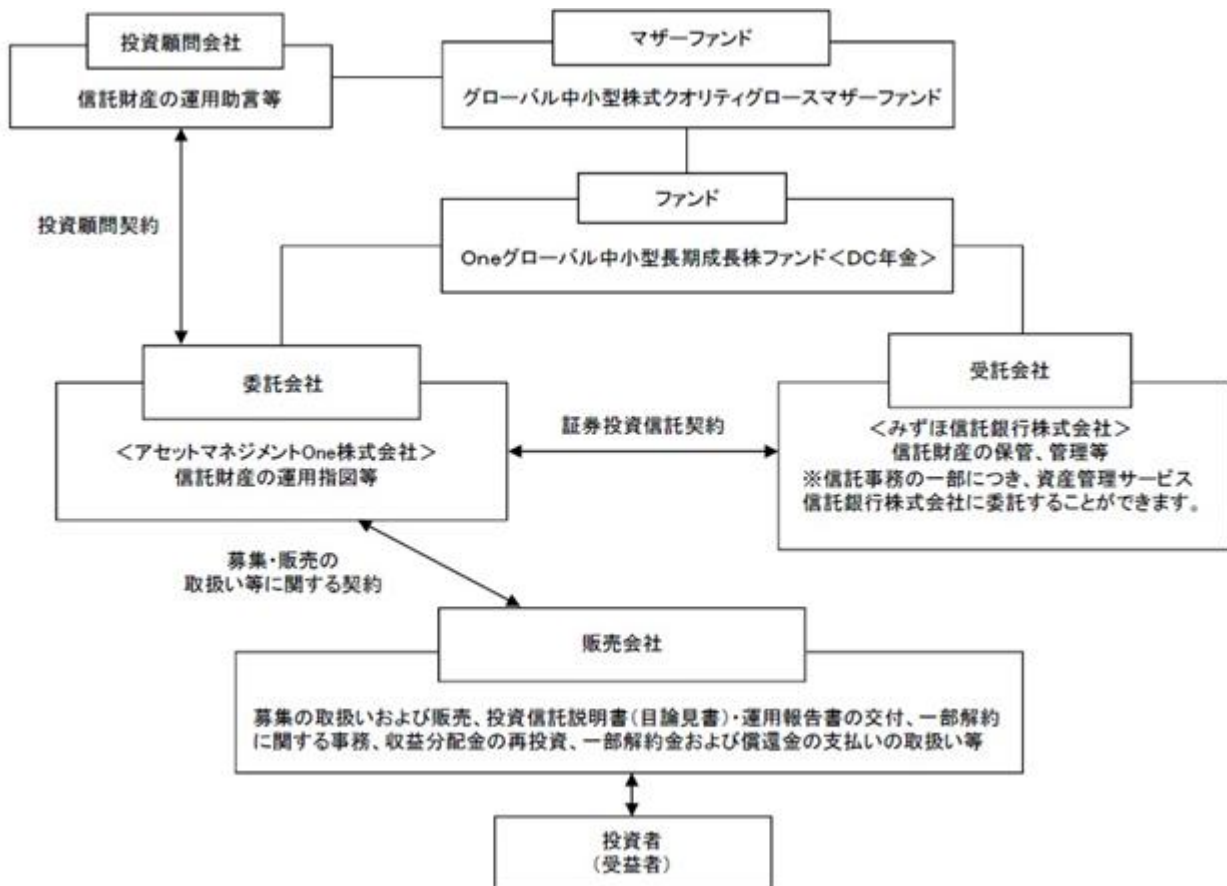 投資顧問会社
信託財産の運用助言等
マザーファンド
グローバル中小型株式クオリティグロースマザーファンド
ファンド
Oneグローバル中小型長期成長株ファンド＜DC年金＞
投資顧問契約
委託会社
＜アセットマネジメントOne株式会社＞
信託財産の運用指図等
証券投資信託契約
受託会社
＜みずほ信託銀行株式会社＞
信託財産の保管、管理等
※信託事務の一部につき、資産管理サービス
信託銀行株式会社に委託することができます。
募集・販売の
取扱い等に関する契約
販売会社
募集の取扱いおよび販売、投資信託説明書（目論見書）・運用報告書の交付、一部解約
に関する事務、収益分配金の再投資、一部解約金および償還金の支払いの取扱い等
投資者
（受益者）